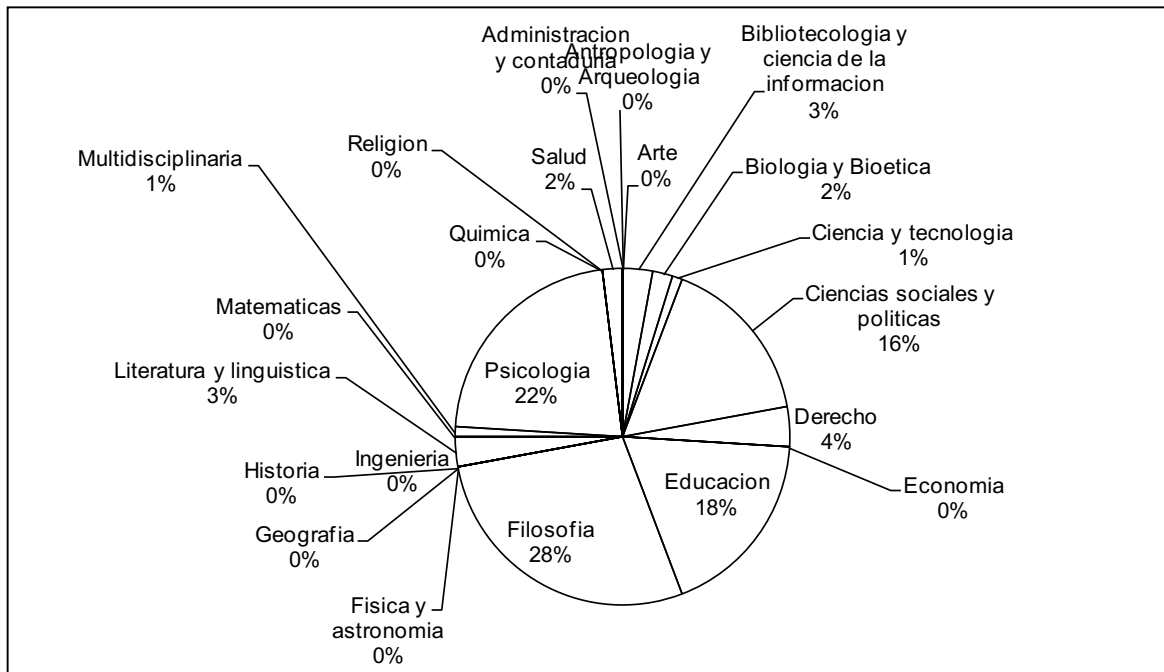 Administracion
y contaduria
0%
Antropologia y
Arqueologia
0%
Bibliotecologia y
ciencia de la
informacion
3%
Arte
0%
Biologia y Bioetica
2%
Ciencia y tecnologia
1%
Ciencias sociales y
politicas
16%
Derecho
4%
Economia
0%
Educacion
18%
Filosofia
28%
Fisica y
astronomia
0%
Geografia
0%
Historia
0%
Ingenieria
0%
Literatura y linguistica
3%
Matematicas
0%
Multidisciplinaria
1%
Psicologia
22%
Quimica
0%
Religion
0%
Salud
2%